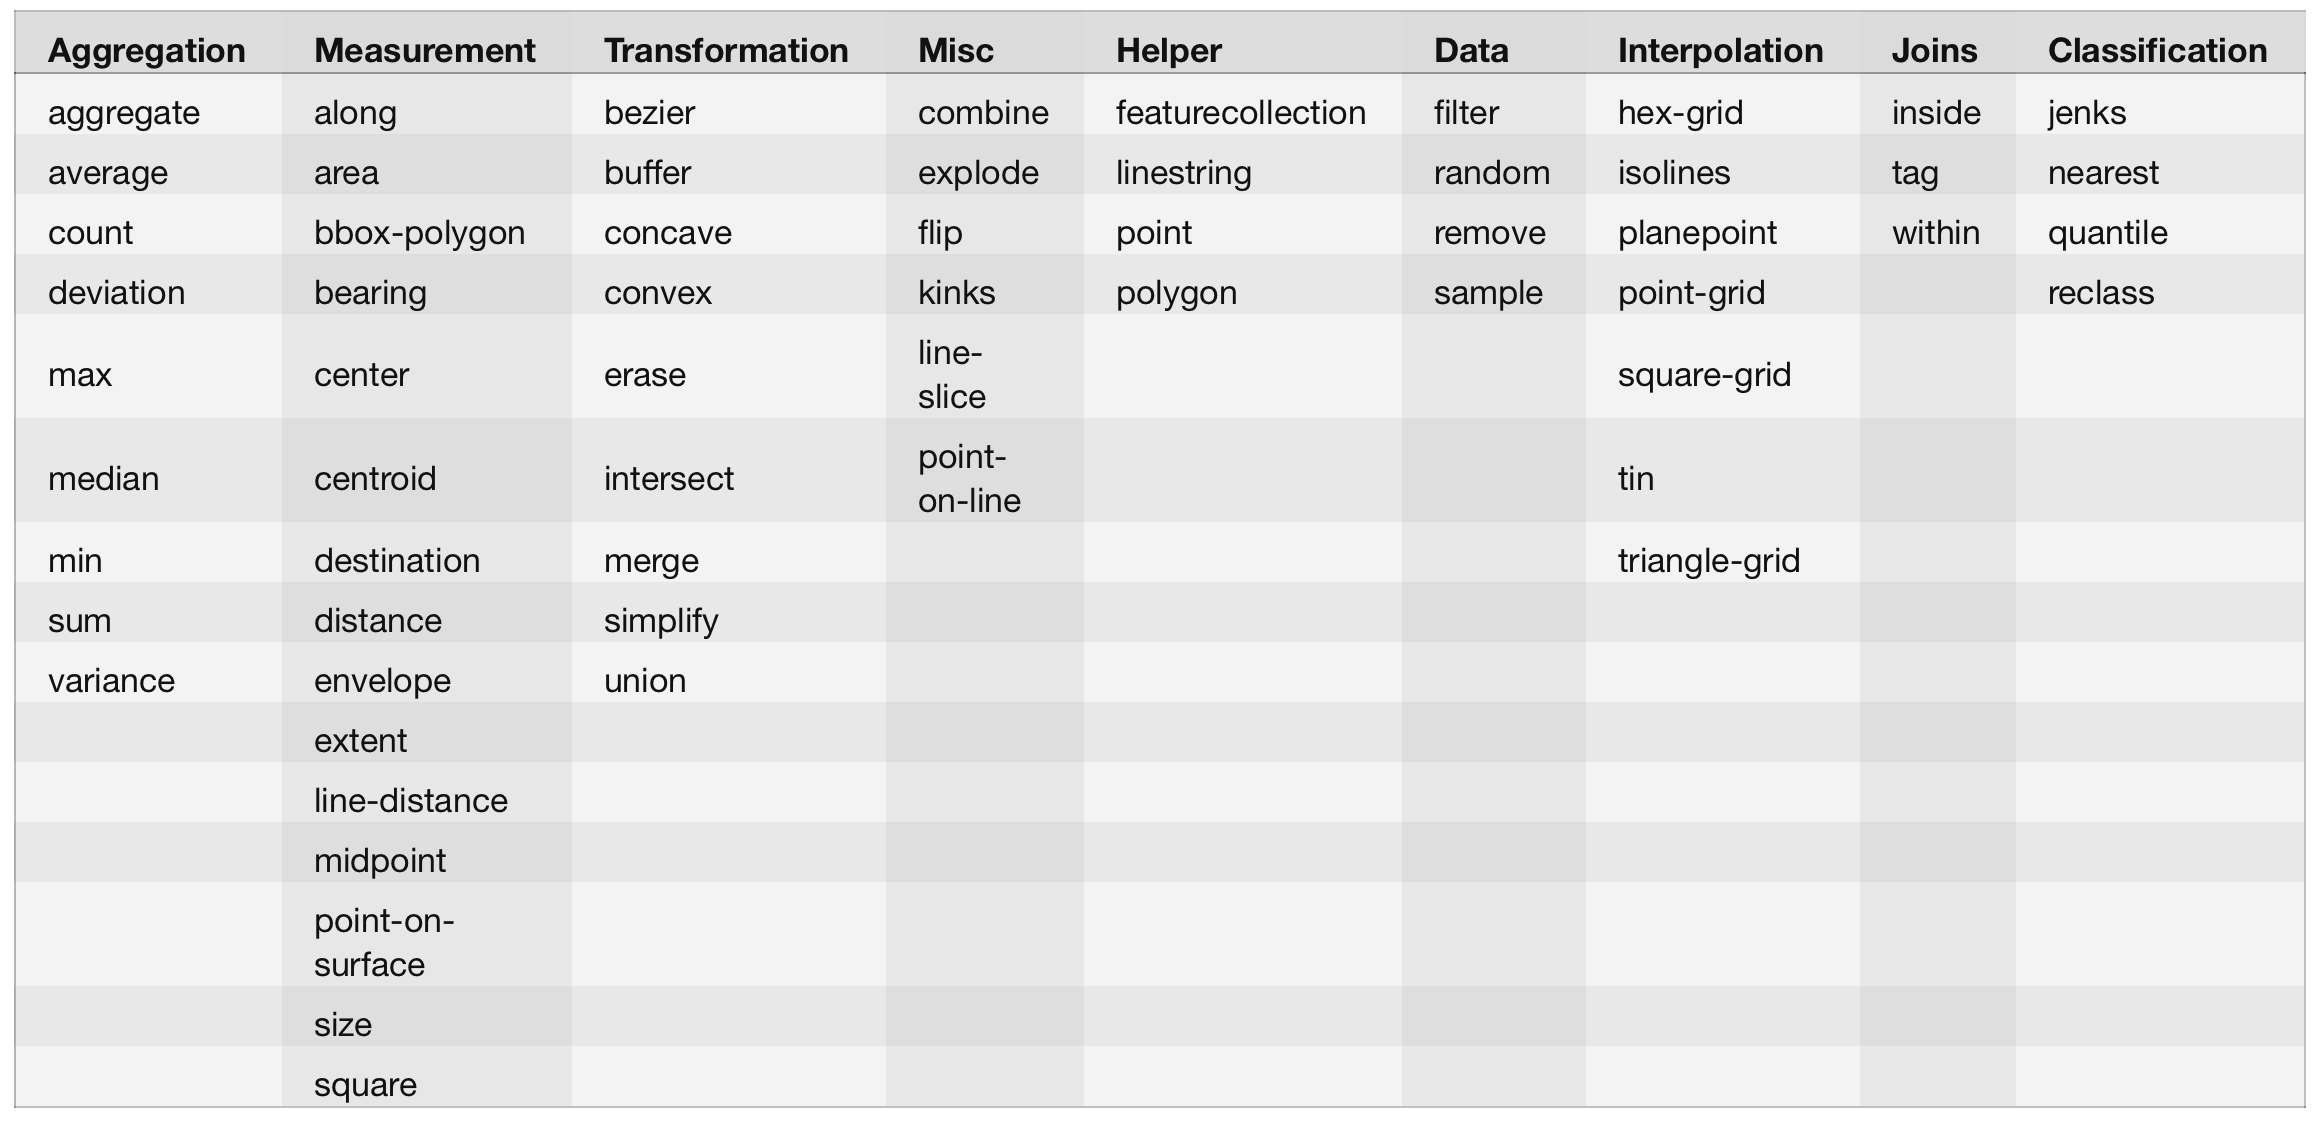 Aggregation Measurement Transformation Misc Helper Data Interpolation Joins Classification
aggregate along bezier combine featurecollection filter hex-grid inside jenks
average area buffer explode linestring random isolines tag nearest
count bbox-polygon concave flip point remove planepoint within quantile
deviation bearing convex kinks polygon sample point-grid reclass
max center erase line-
slice square-grid
median centroid intersect point-
on-line tin
min destination merge triangle-grid
sum distance simplify
variance envelope union
extent
line-distance
midpoint
point-on-
surface
size
square